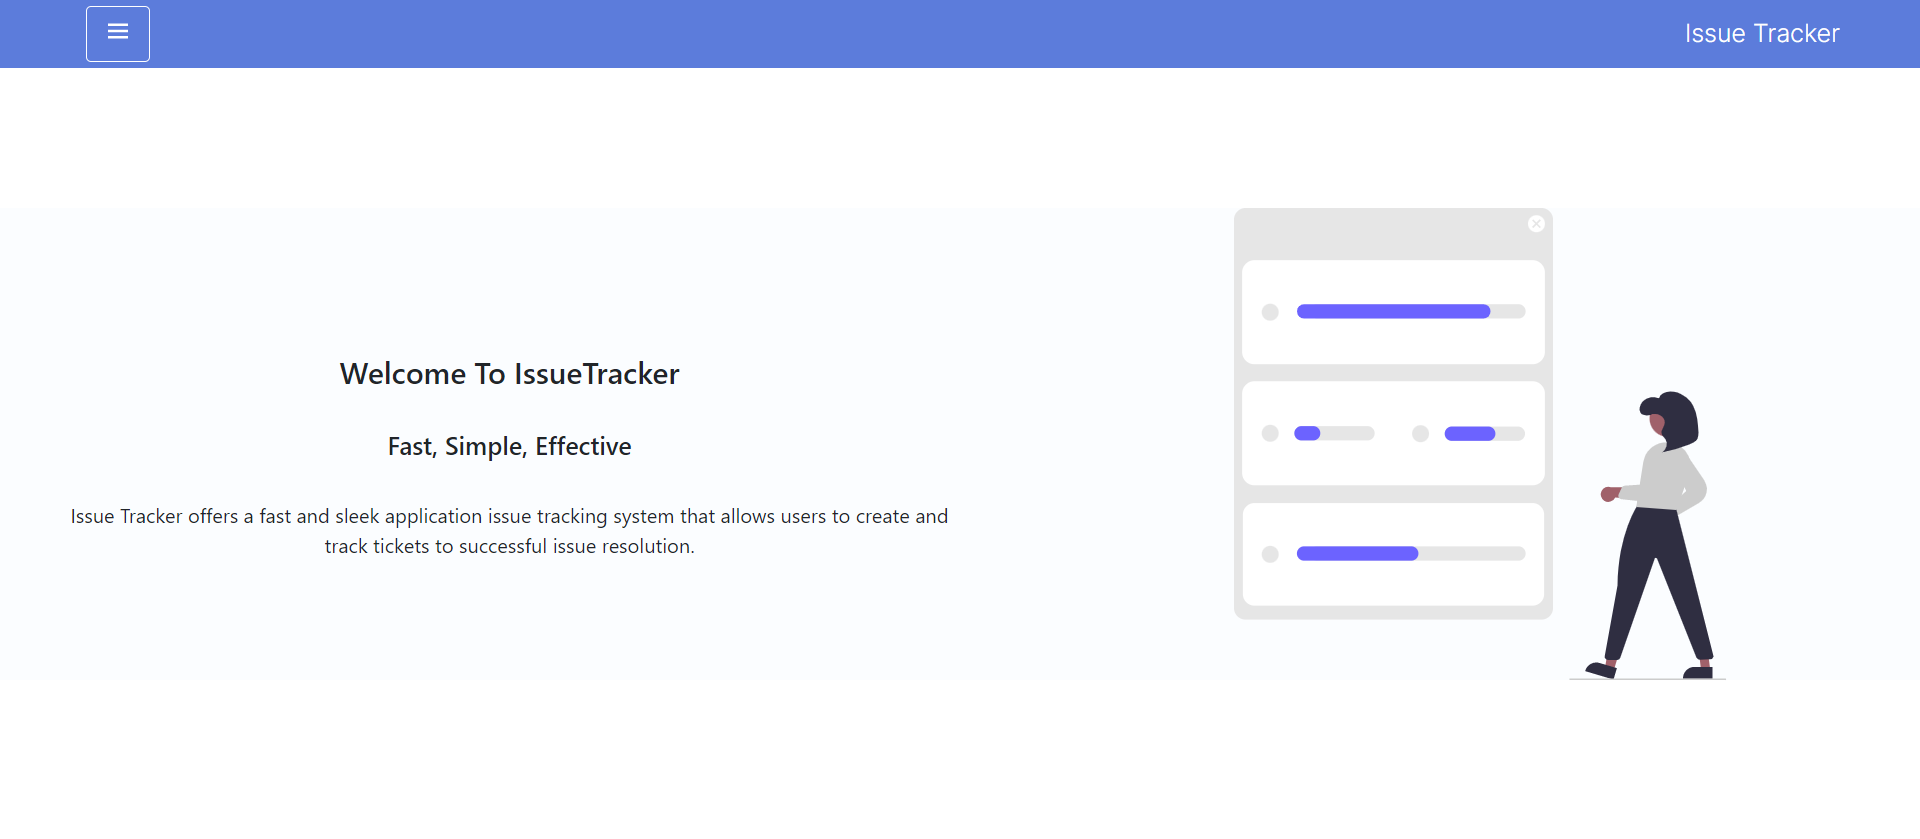 Issue Tracker
Welcome To IssueTracker
Fast, Simple, Effective
Issue Tracker offers a fast and sleek application issue tracking system that allows users to create and
track tickets to successful issue resolution.